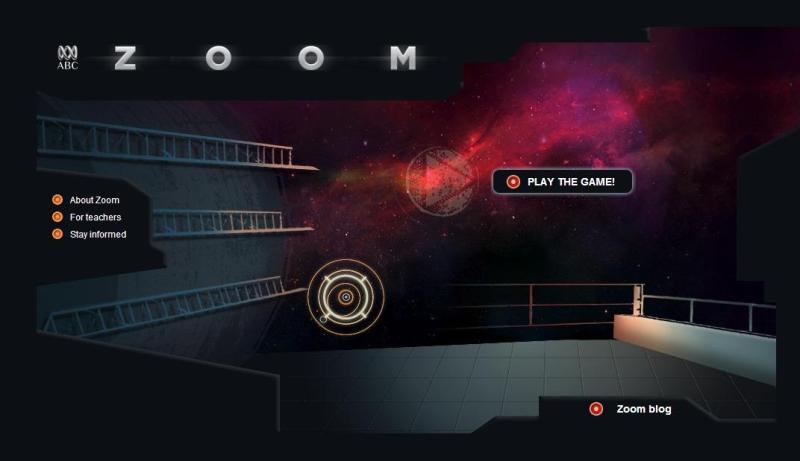 ABC
ZOOM
PLAY THE GAME!
About Zoom
For teachers
Stay informed
Zoom blog